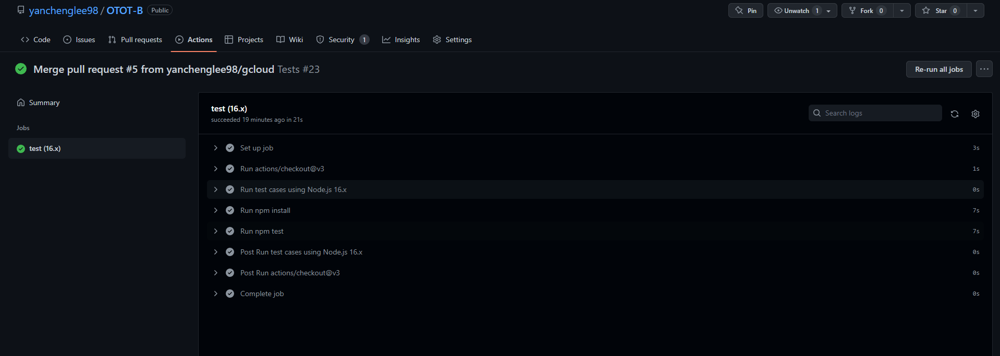 yanchenglee98 / OTOT-B Public Pin Unwatch 1 Fork 0 Star 0
Code Issues Pull requests Actions Projects Wiki Security 1 Insights Settings
Merge pull request #5 from yanchenglee98/gcloud Tests #23 Re-run all jobs ...
Summary
Jobs
test (16.x)
test (16.x)
succeeded 19 minutes ago in 21s
Search logs
Set up job 3s
Run actions/checkout@v3 1s
Run test cases using Node.js 16.x 0s
Run npm install 7s
Run npm test 7s
Post Run test cases using Node.js 16.x 0s
Post Run actions/checkout@v3 0s
Complete job 0s